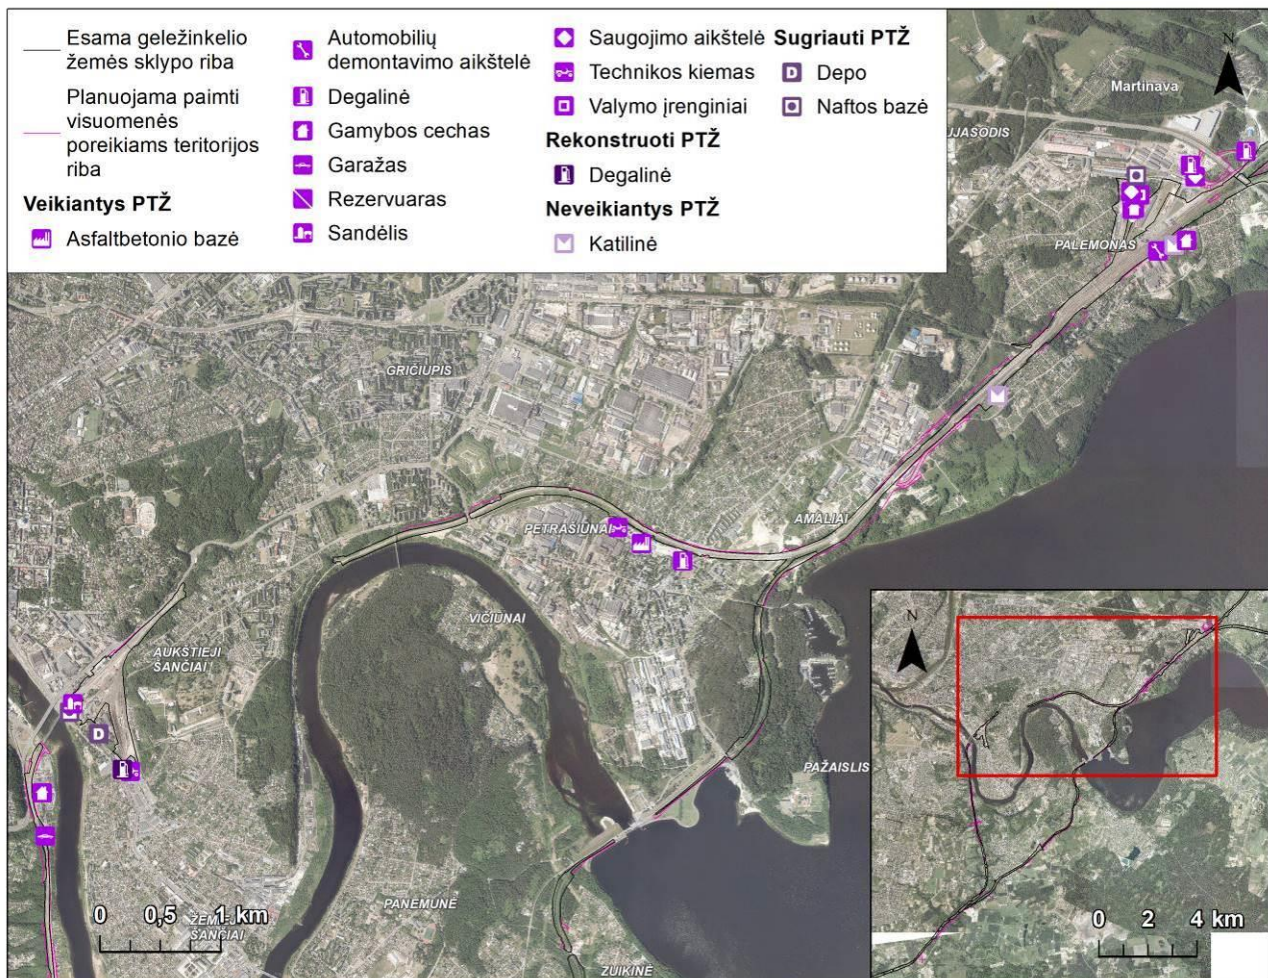 Esama geležinkelio
žemės sklypo riba
Planuojama paimti
visuomenės
poreikiams teritorijos
riba
Veikiantys PTŽ
Asfaltbetonio bazė
Automobilių
demontavimo aikštelė
Degalinė
Gamybos cechas
Garažas
Rezervuaras
Sandėlis
Saugojimo aikštelė
Technikos kiemas
Valymo įrenginiai
Rekonstruoti PTŽ
Degalinė
Neveikiantys PTŽ
Katilinė
Sugriauti PTŽ
D Depo
Naftos bazė
N
Martinava
UJASODIS
PALEMONAS
GRIČIUPIS
AMALIAI
PETRAŠIŪNAI
VIČIŪNAI
AUKŠTIEJI
ŠANČIAI
D
PAŽAISLIS
PANEMUNĖ
ŠANČIAI
ZUIKINĖ
0 0,5 1 km
N
0 2 4 km